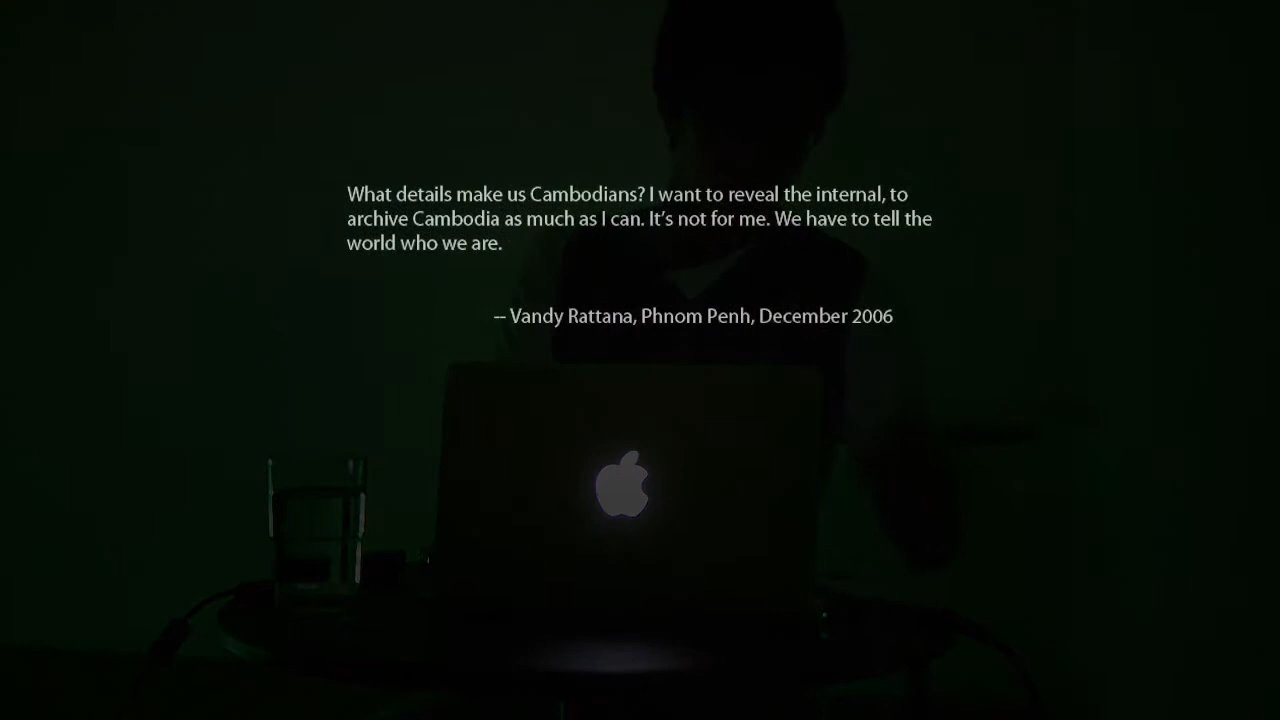 What details make us Cambodians? I want to reveal the internal, to
archive Cambodia as much as I can. It's not for me. We have to tell the
world who we are.
-- Vandy Rattana, Phnom Penh, December 2006